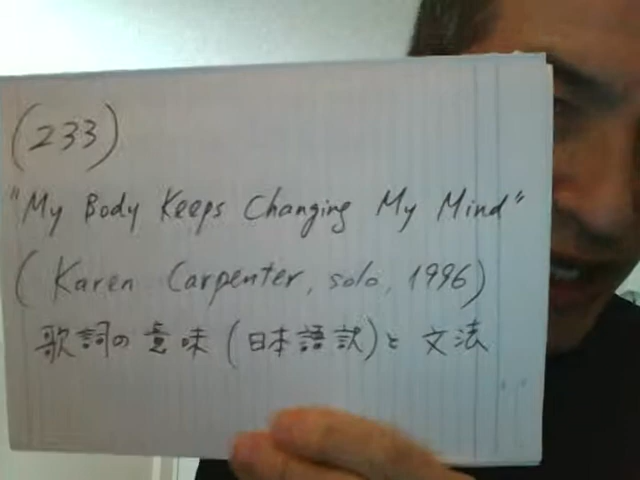 (233)
"My Body Keeps Changing My Mind"
(Karen Carpenter, solo, 1996)
歌詞の意味(日本語訳)と文法